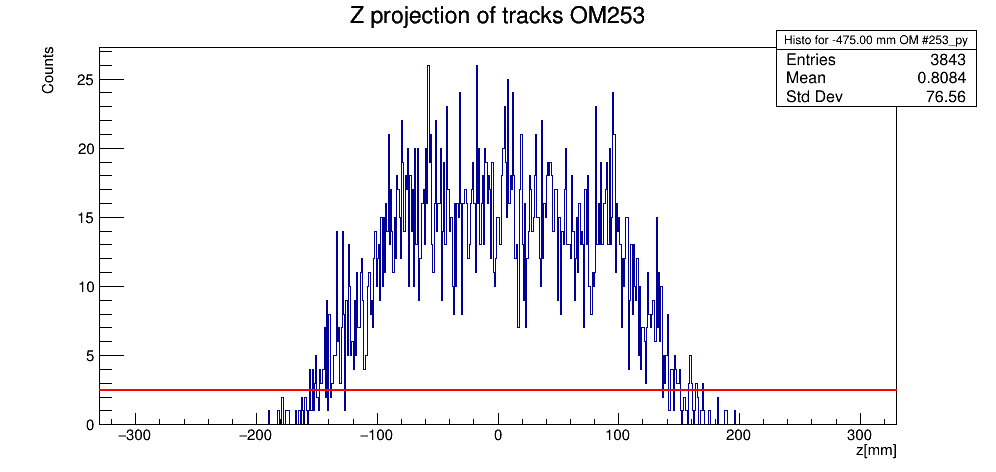 Z projection of tracks OM253
Histo for -475.00 mm OM #253_py
Entries 3843
Mean 0.8084
Std Dev 76.56
Counts
25
20
15
10
5
0
−300 −200 −100 0 100 200 300
z[mm]